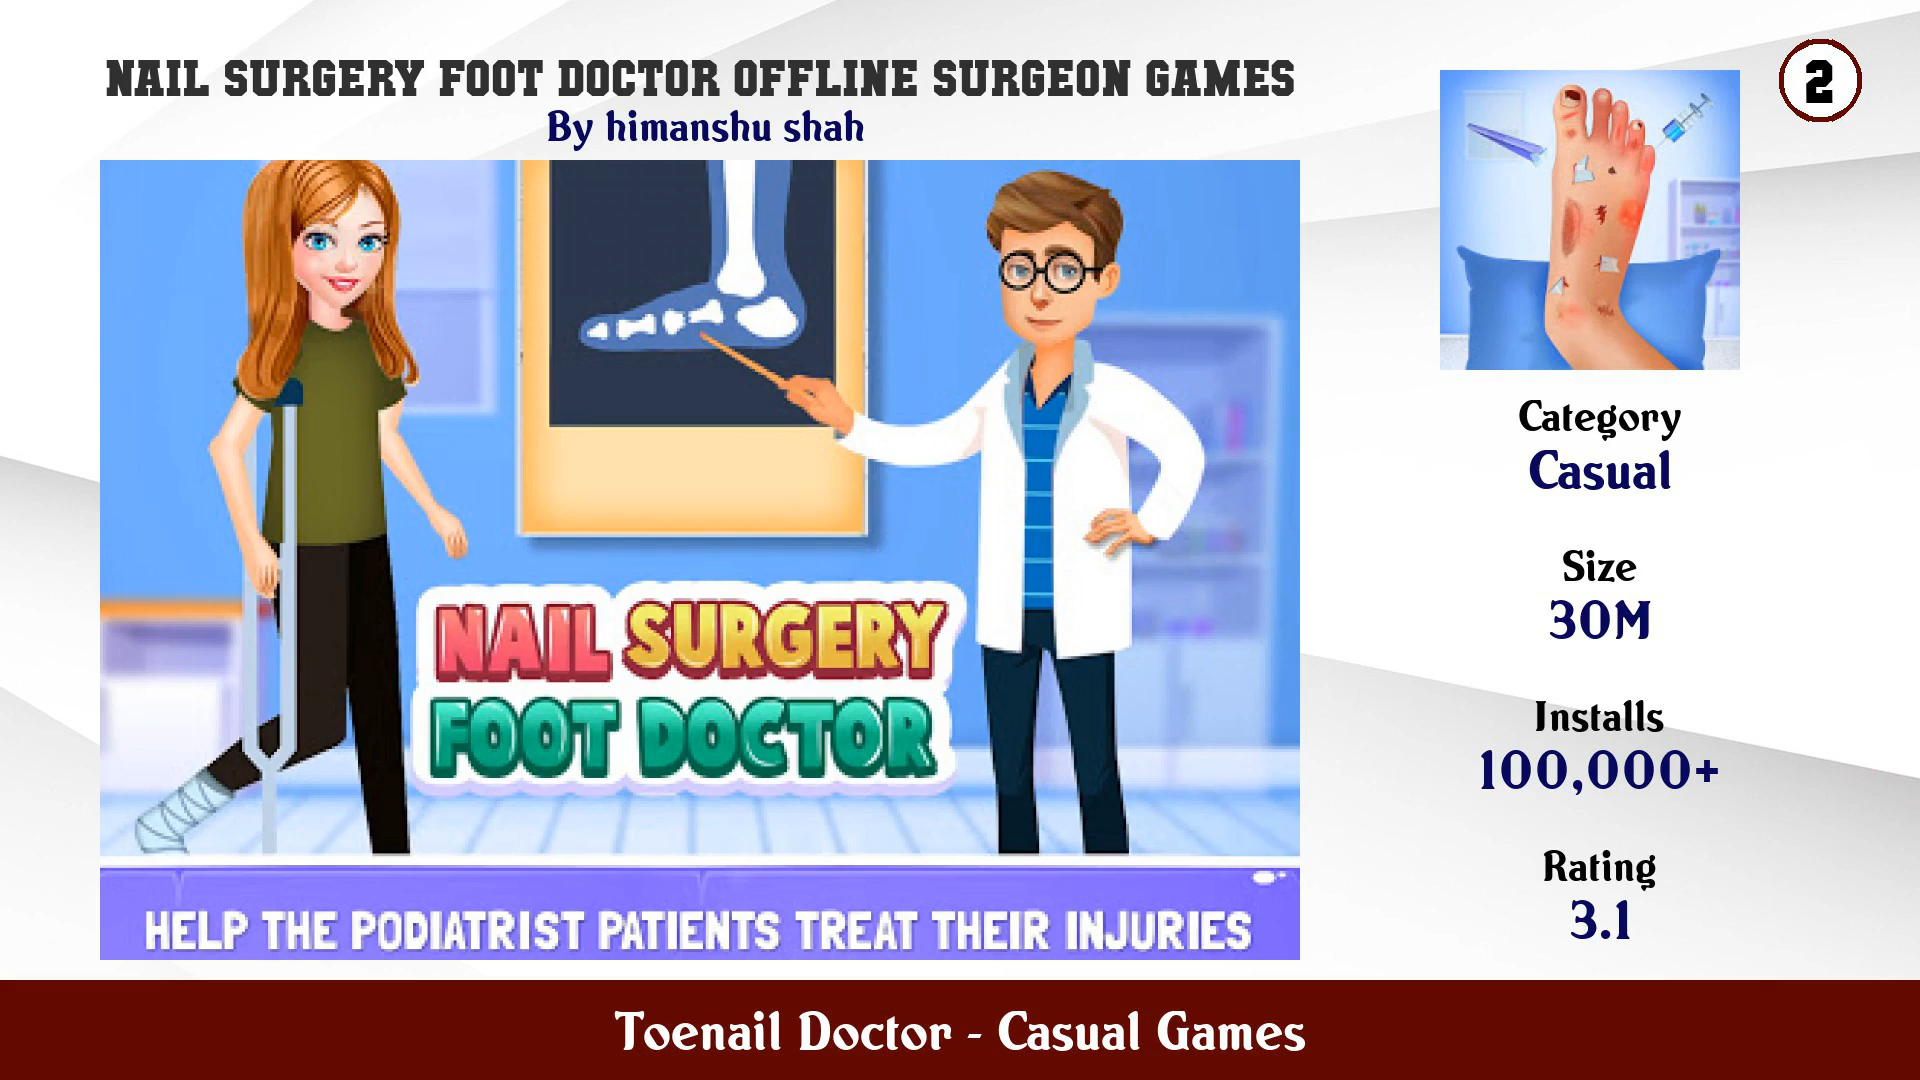 NAIL SURGERY FOOT DOCTOR OFFLINE SURGEON GAMES
By himanshu shah
2
NAIL SURGERY
FOOT DOCTOR
HELP THE PODIATRIST PATIENTS TREAT THEIR INJURIES
Category
Casual
Size
30M
Installs
100,000+
Rating
3.1
Toenail Doctor - Casual Games